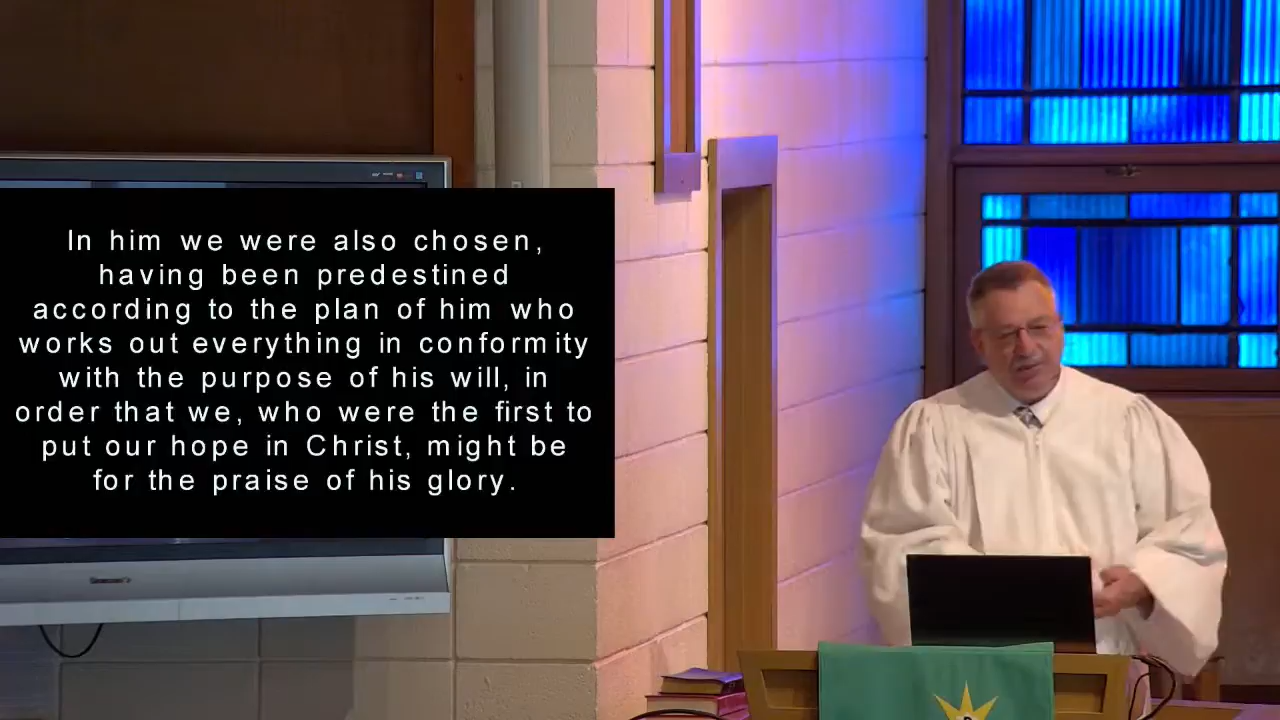 In him we were also chosen,
having been predestined
according to the plan of him who
works out everything in conformity
with the purpose of his will, in
order that we, who were the first to
put our hope in Christ, might be
for the praise of his glory.